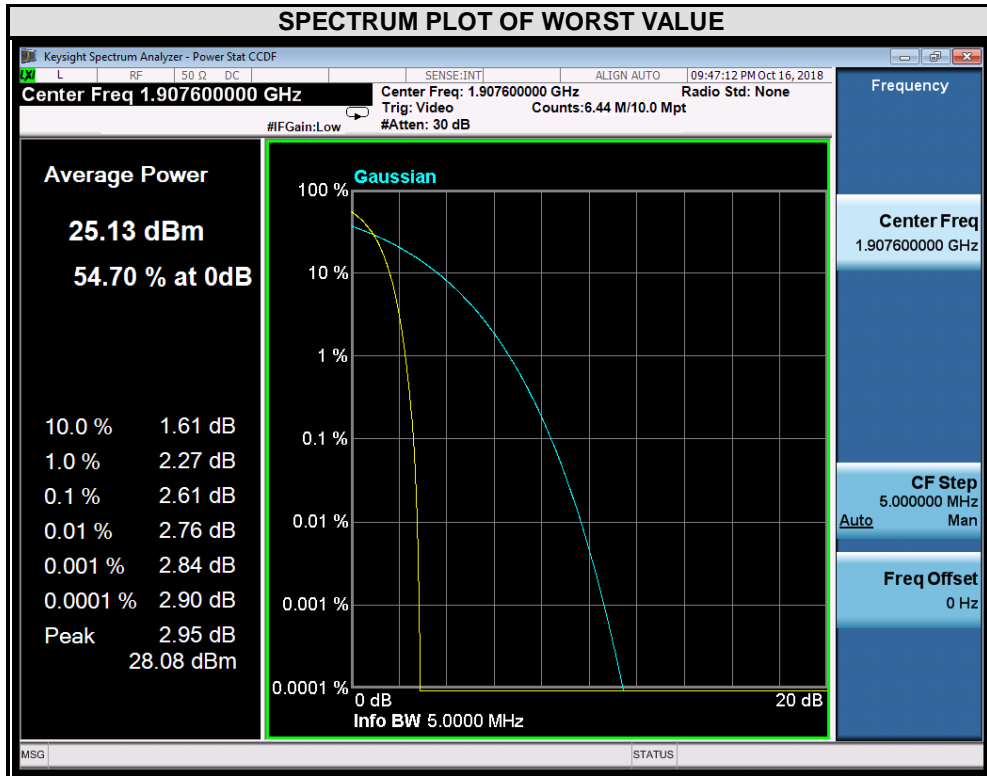 SPECTRUM PLOT OF WORST VALUE
Keysight Spectrum Analyzer - Power Stat CCDF
LXI L RF 50 Ω DC SENSE:INT ALIGN AUTO 09:47:12 PM Oct 16, 2018
Center Freq 1.907600000 GHz
Center Freq: 1.907600000 GHz Radio Std: None
Trig: Video Counts:6.44 M/10.0 Mpt
#IFGain:Low #Atten: 30 dB
Average Power
25.13 dBm
54.70 % at 0dB
10.0 % 1.61 dB
1.0 % 2.27 dB
0.1 % 2.61 dB
0.01 % 2.76 dB
0.001 % 2.84 dB
0.0001 % 2.90 dB
Peak 2.95 dB
28.08 dBm
Gaussian
100 %
10 %
1 %
0.1 %
0.01 %
0.001 %
0.0001 %
0 dB 20 dB
Info BW 5.0000 MHz
Frequency
Center Freq
1.907600000 GHz
CF Step
5.000000 MHz
Auto Man
Freq Offset
0 Hz
MSG STATUS